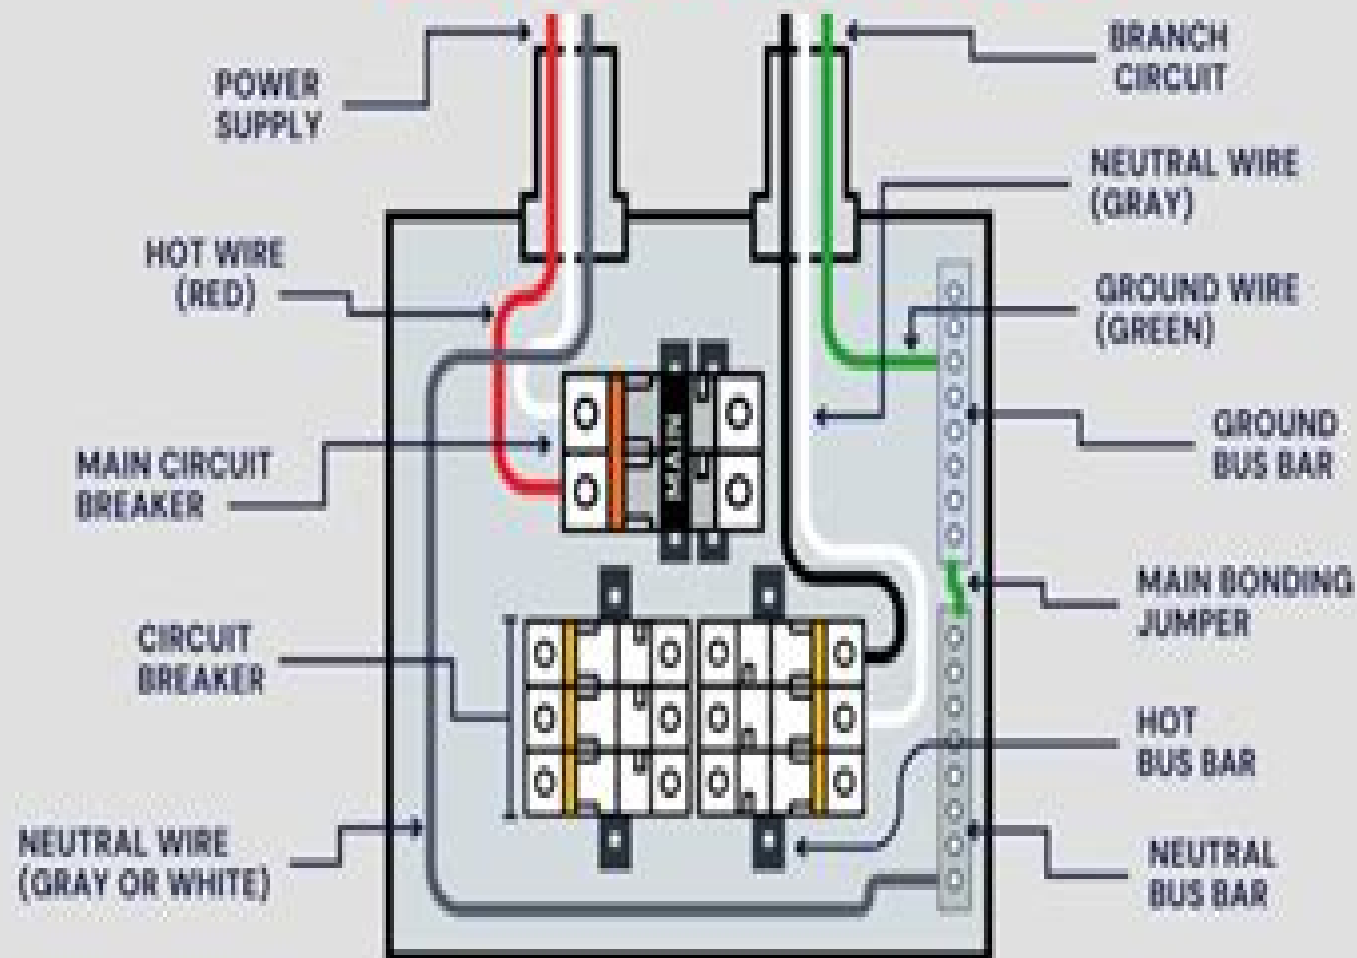 POWER
SUPPLY
HOT WIRE
(RED)
MAIN CIRCUIT
BREAKER
CIRCUIT
BREAKER
NEUTRAL WIRE
(GRAY OR WHITE)
MAIN
BRANCH
CIRCUIT
NEUTRAL WIRE
(GRAY)
GROUND WIRE
(GREEN)
GROUND
BUS BAR
MAIN BONDING
JUMPER
HOT
BUS BAR
NEUTRAL
BUS BAR